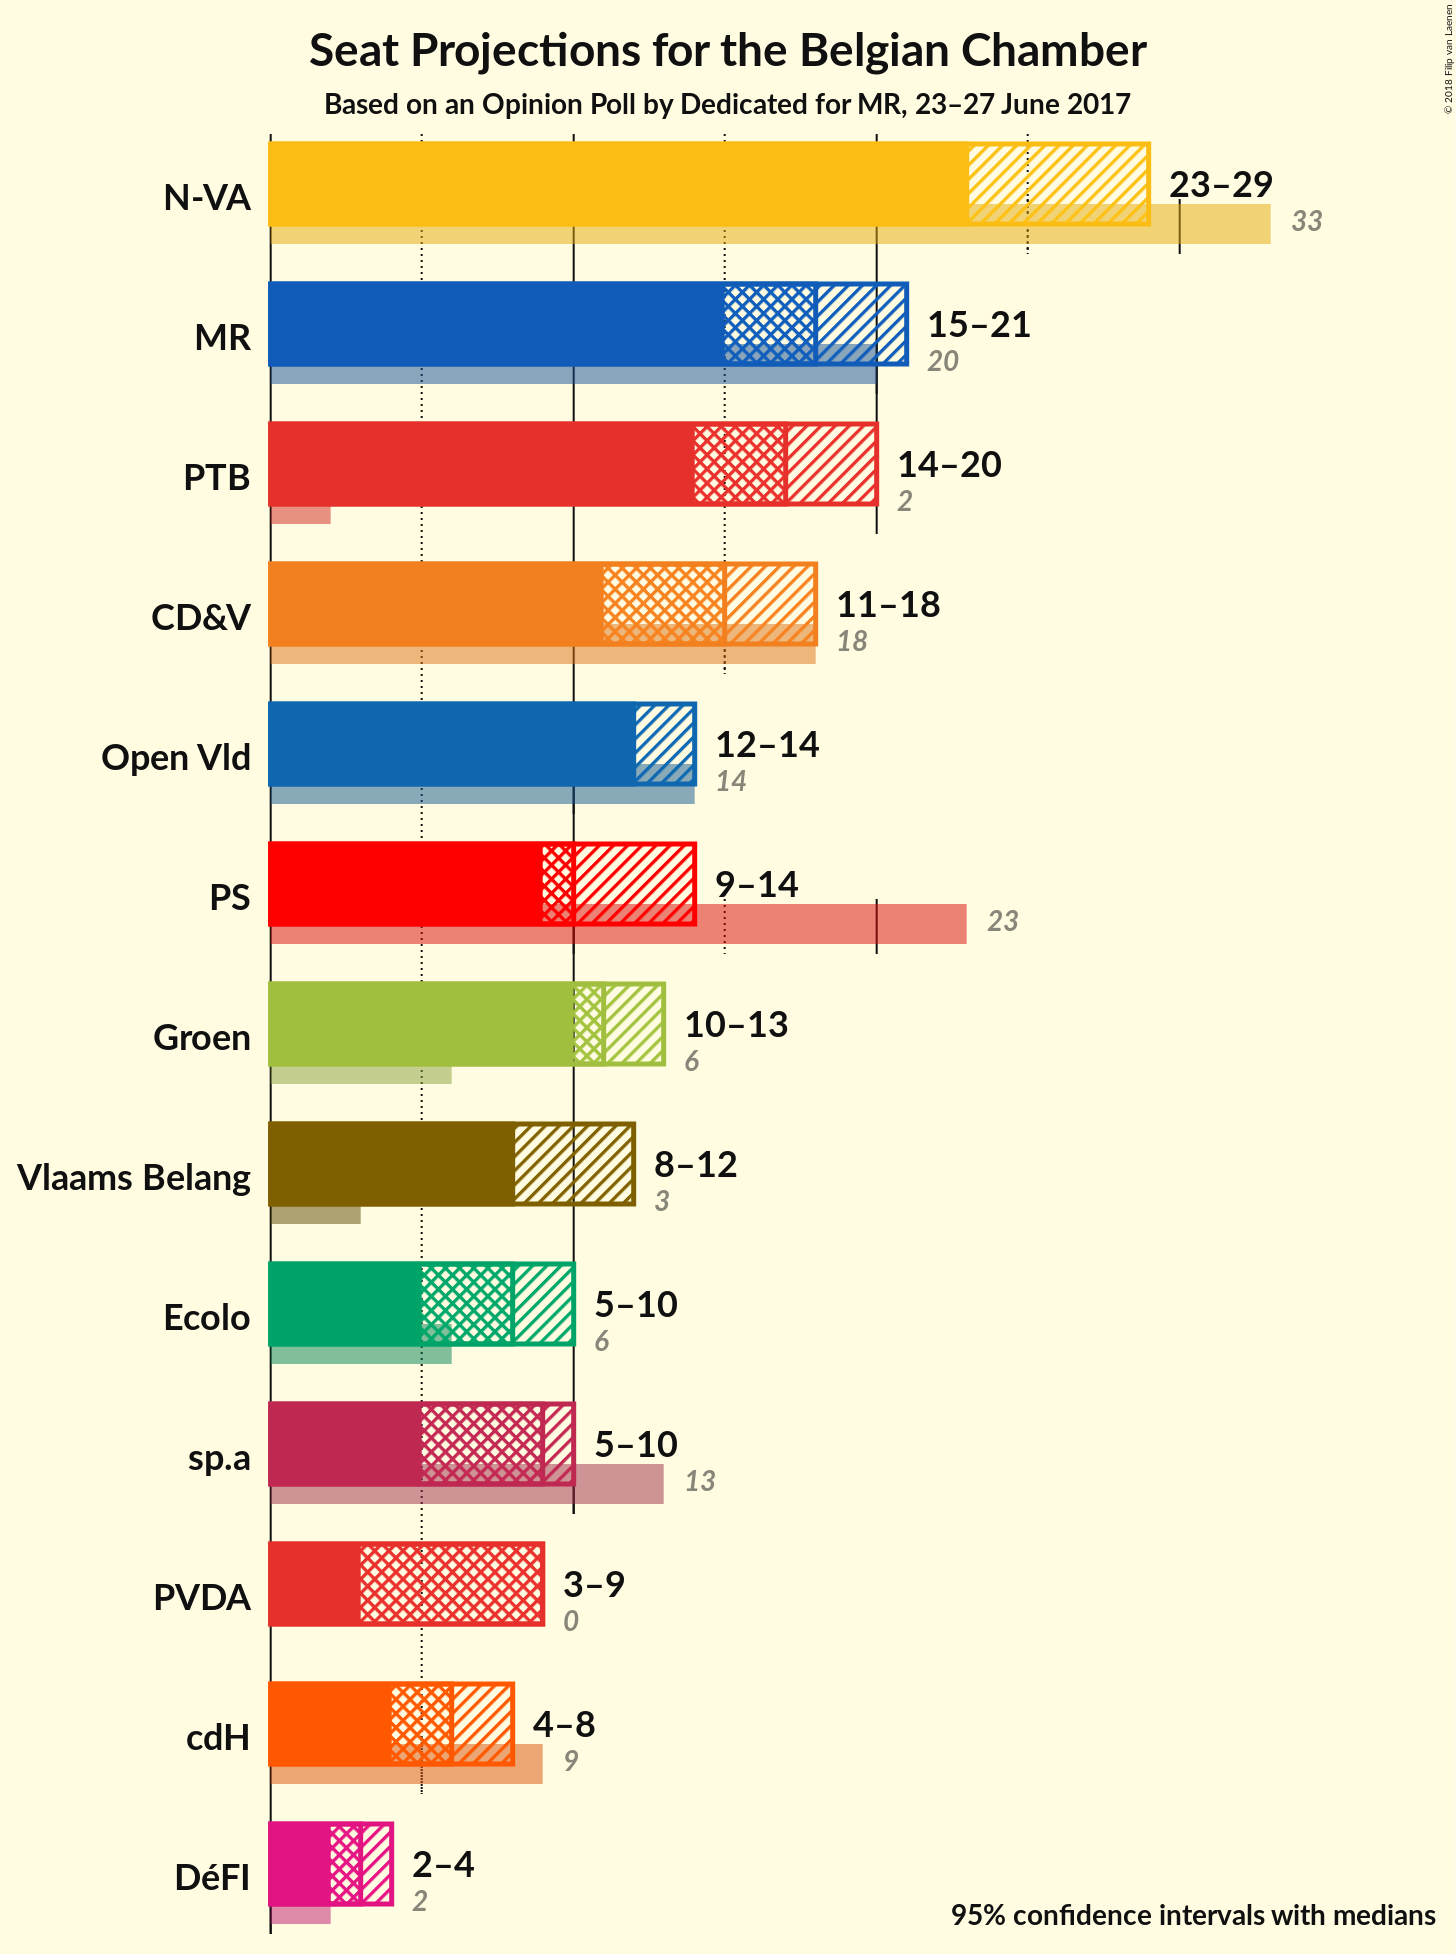 Seat Projections for the Belgian Chamber
Based on an Opinion Poll by Dedicated for MR, 23–27 June 2017
© 2018 Filip van Laenen
N-VA
23–29
33
MR
15–21
20
PTB
14–20
2
CD&V
11–18
18
Open Vld
12–14
14
PS
9–14
23
Groen
10–13
6
Vlaams Belang
8–12
3
Ecolo
5–10
6
sp.a
5–10
13
PVDA
3–9
0
cdH
4–8
9
DéFI
2–4
2
95% confidence intervals with medians